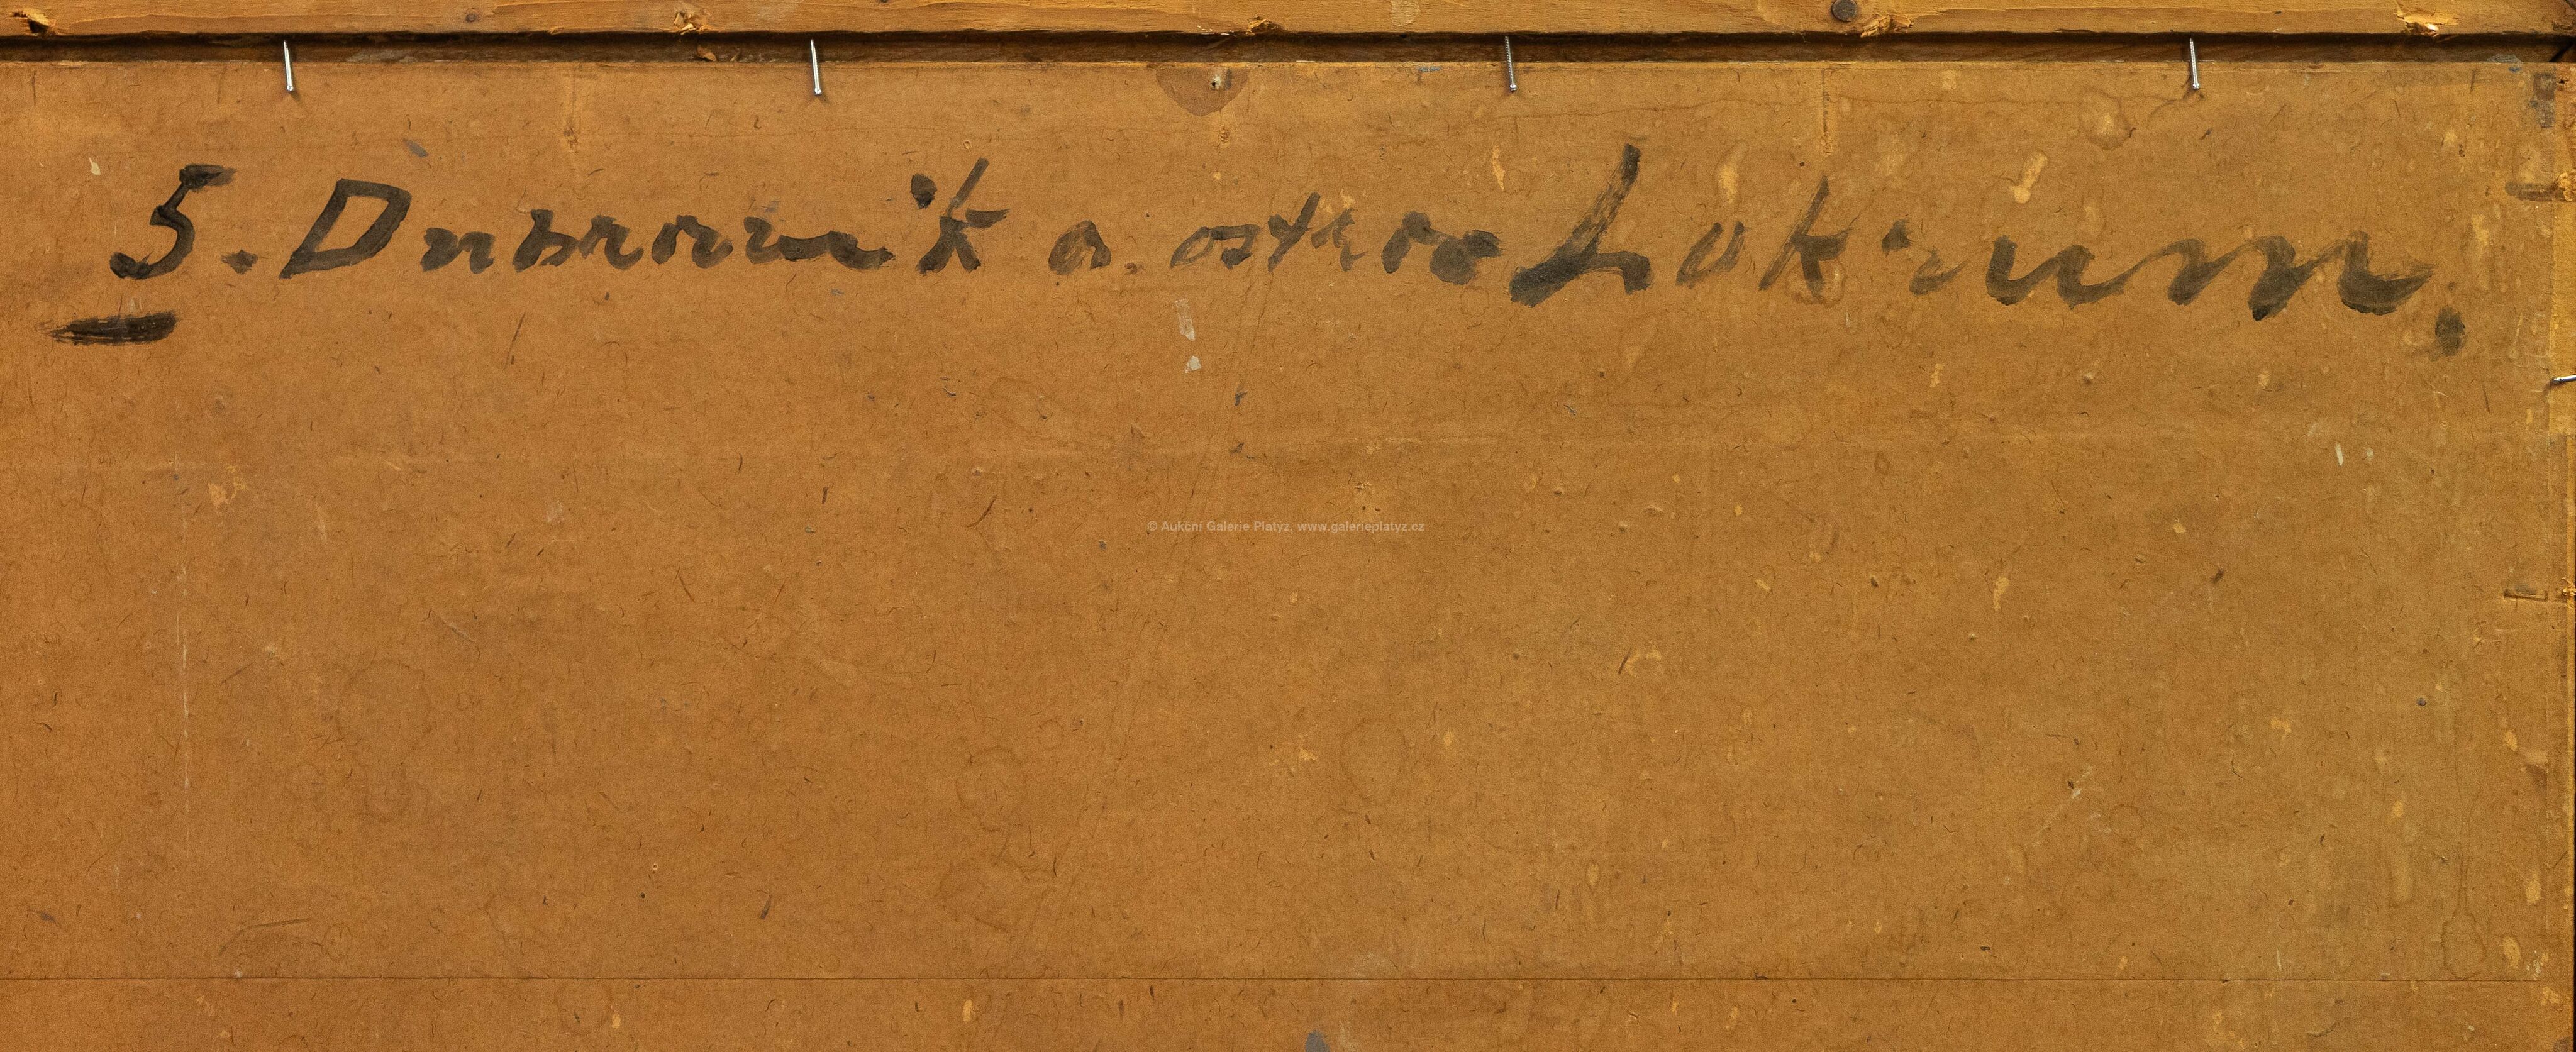 5. Dubrovník a ostrov Lokrum.
© Aukční Galerie Platyz, www.galerieplatyz.cz